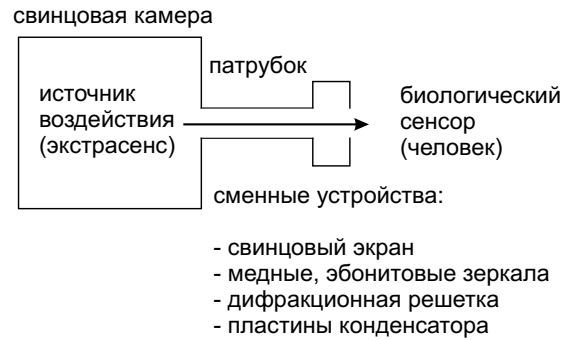 свинцовая камера
патрубок
источник
воздействия
(экстрасенс)
биологический
сенсор
(человек)
сменные устройства:
- свинцовый экран
- медные, эбонитовые зеркала
- дифракционная решетка
- пластины конденсатора